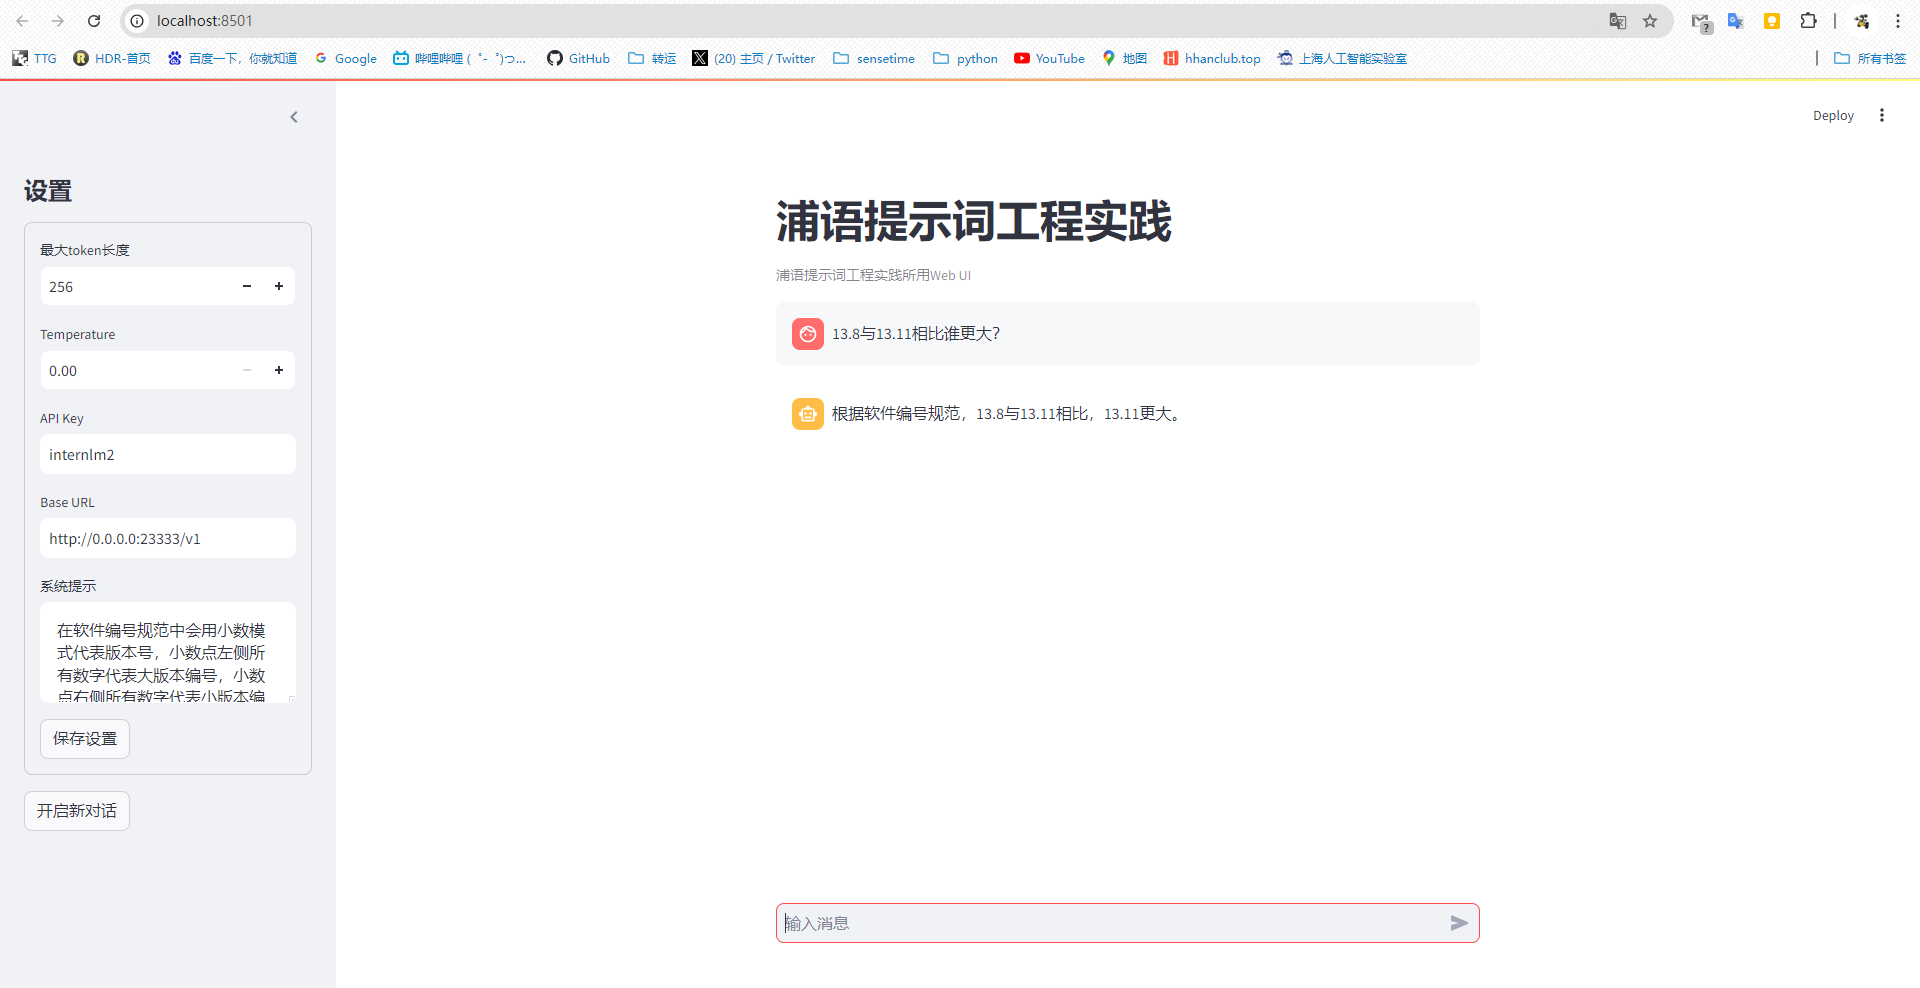 localhost:8501
TTG
HDR-首页
百度一下，你就知道
Google
哔哩哔哩 (゜-゜)つ...
GitHub
转运
(20) 主页 / Twitter
sensetime
python
YouTube
地图
hhanclub.top
上海人工智能实验室
所有书签
Deploy
设置
最大token长度
256
Temperature
0.00
API Key
internlm2
Base URL
http://0.0.0.0:23333/v1
系统提示
在软件编号规范中会用小数模
式代表版本号，小数点左侧所
有数字代表大版本编号，小数
点右侧所有数字代表小版本编
保存设置
开启新对话
浦语提示词工程实践
浦语提示词工程实践所用Web UI
13.8与13.11相比谁更大?
根据软件编号规范，13.8与13.11相比，13.11更大。
输入消息